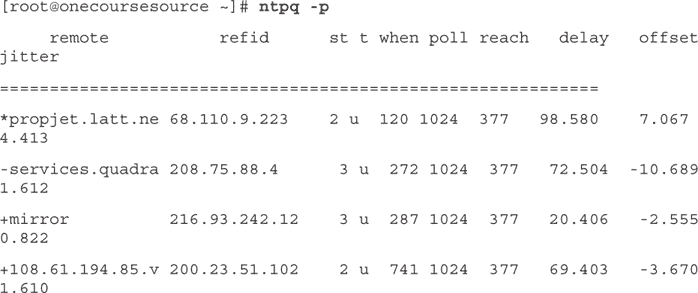 [root@onecoursesource ~]# ntpq -p
remote refid st t when poll reach delay offset
jitter
============================================================
*propjet.latt.ne 68.110.9.223 2 u 120 1024 377 98.580 7.067
4.413
-services.quadra 208.75.88.4 3 u 272 1024 377 72.504 -10.689
1.612
+mirror 216.93.242.12 3 u 287 1024 377 20.406 -2.555
0.822
+108.61.194.85.v 200.23.51.102 2 u 741 1024 377 69.403 -3.670
1.610